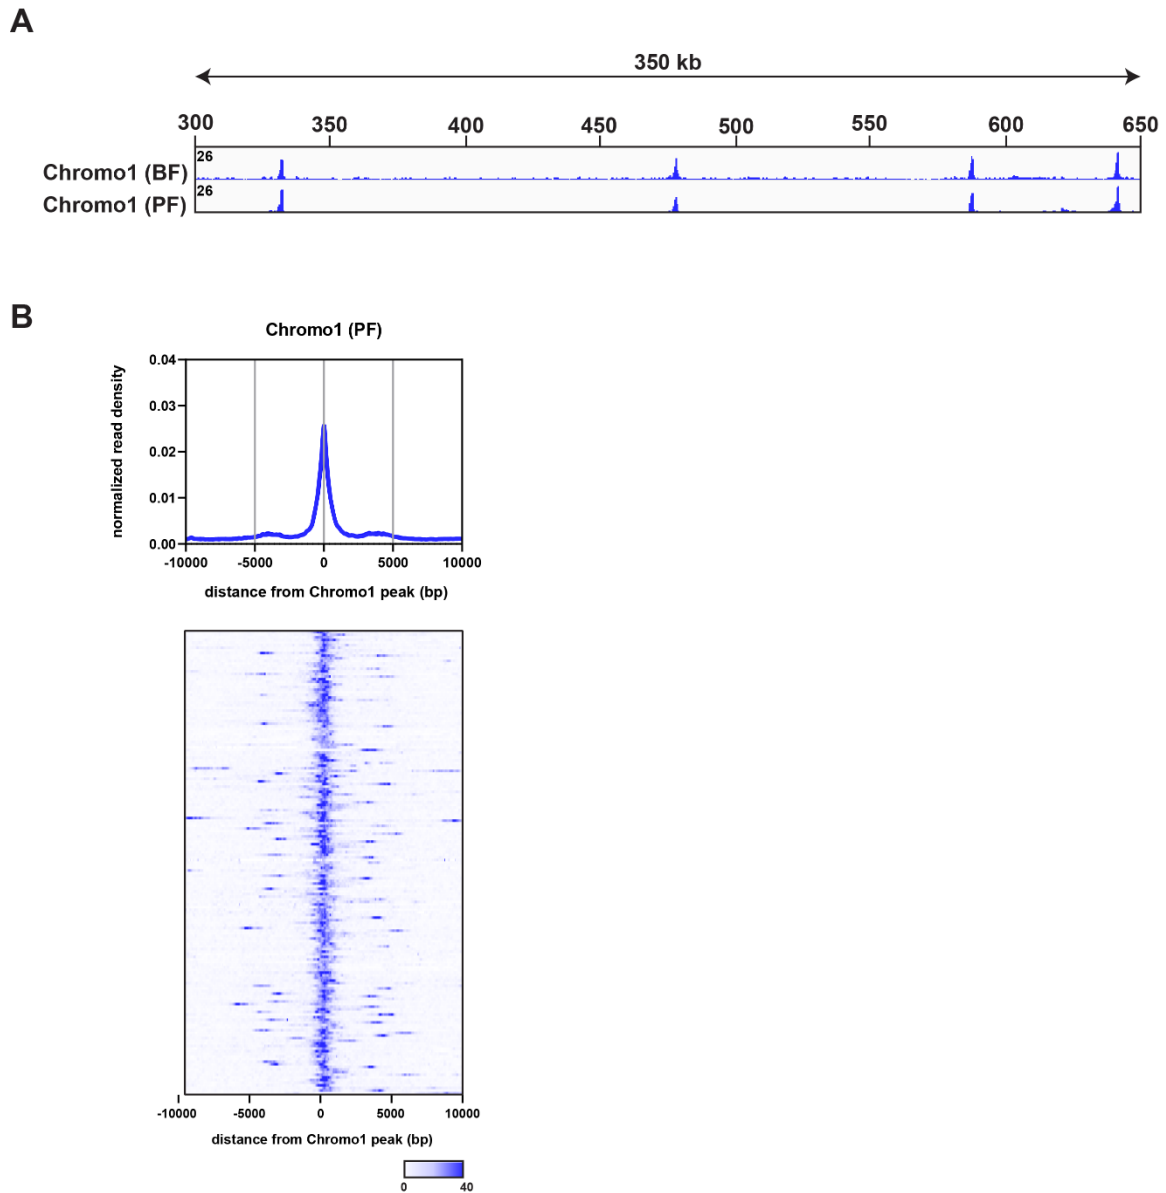 A
350 kb
300 350 400 450 500 550 600 650
Chromo1 (BF) 26
Chromo1 (PF) 26
B
Chromo1 (PF)
normalized read density
0.04
0.03
0.02
0.01
0.00
-10000 -5000 0 5000 10000
distance from Chromo1 peak (bp)
-10000 -5000 0 5000 10000
distance from Chromo1 peak (bp)
0 40